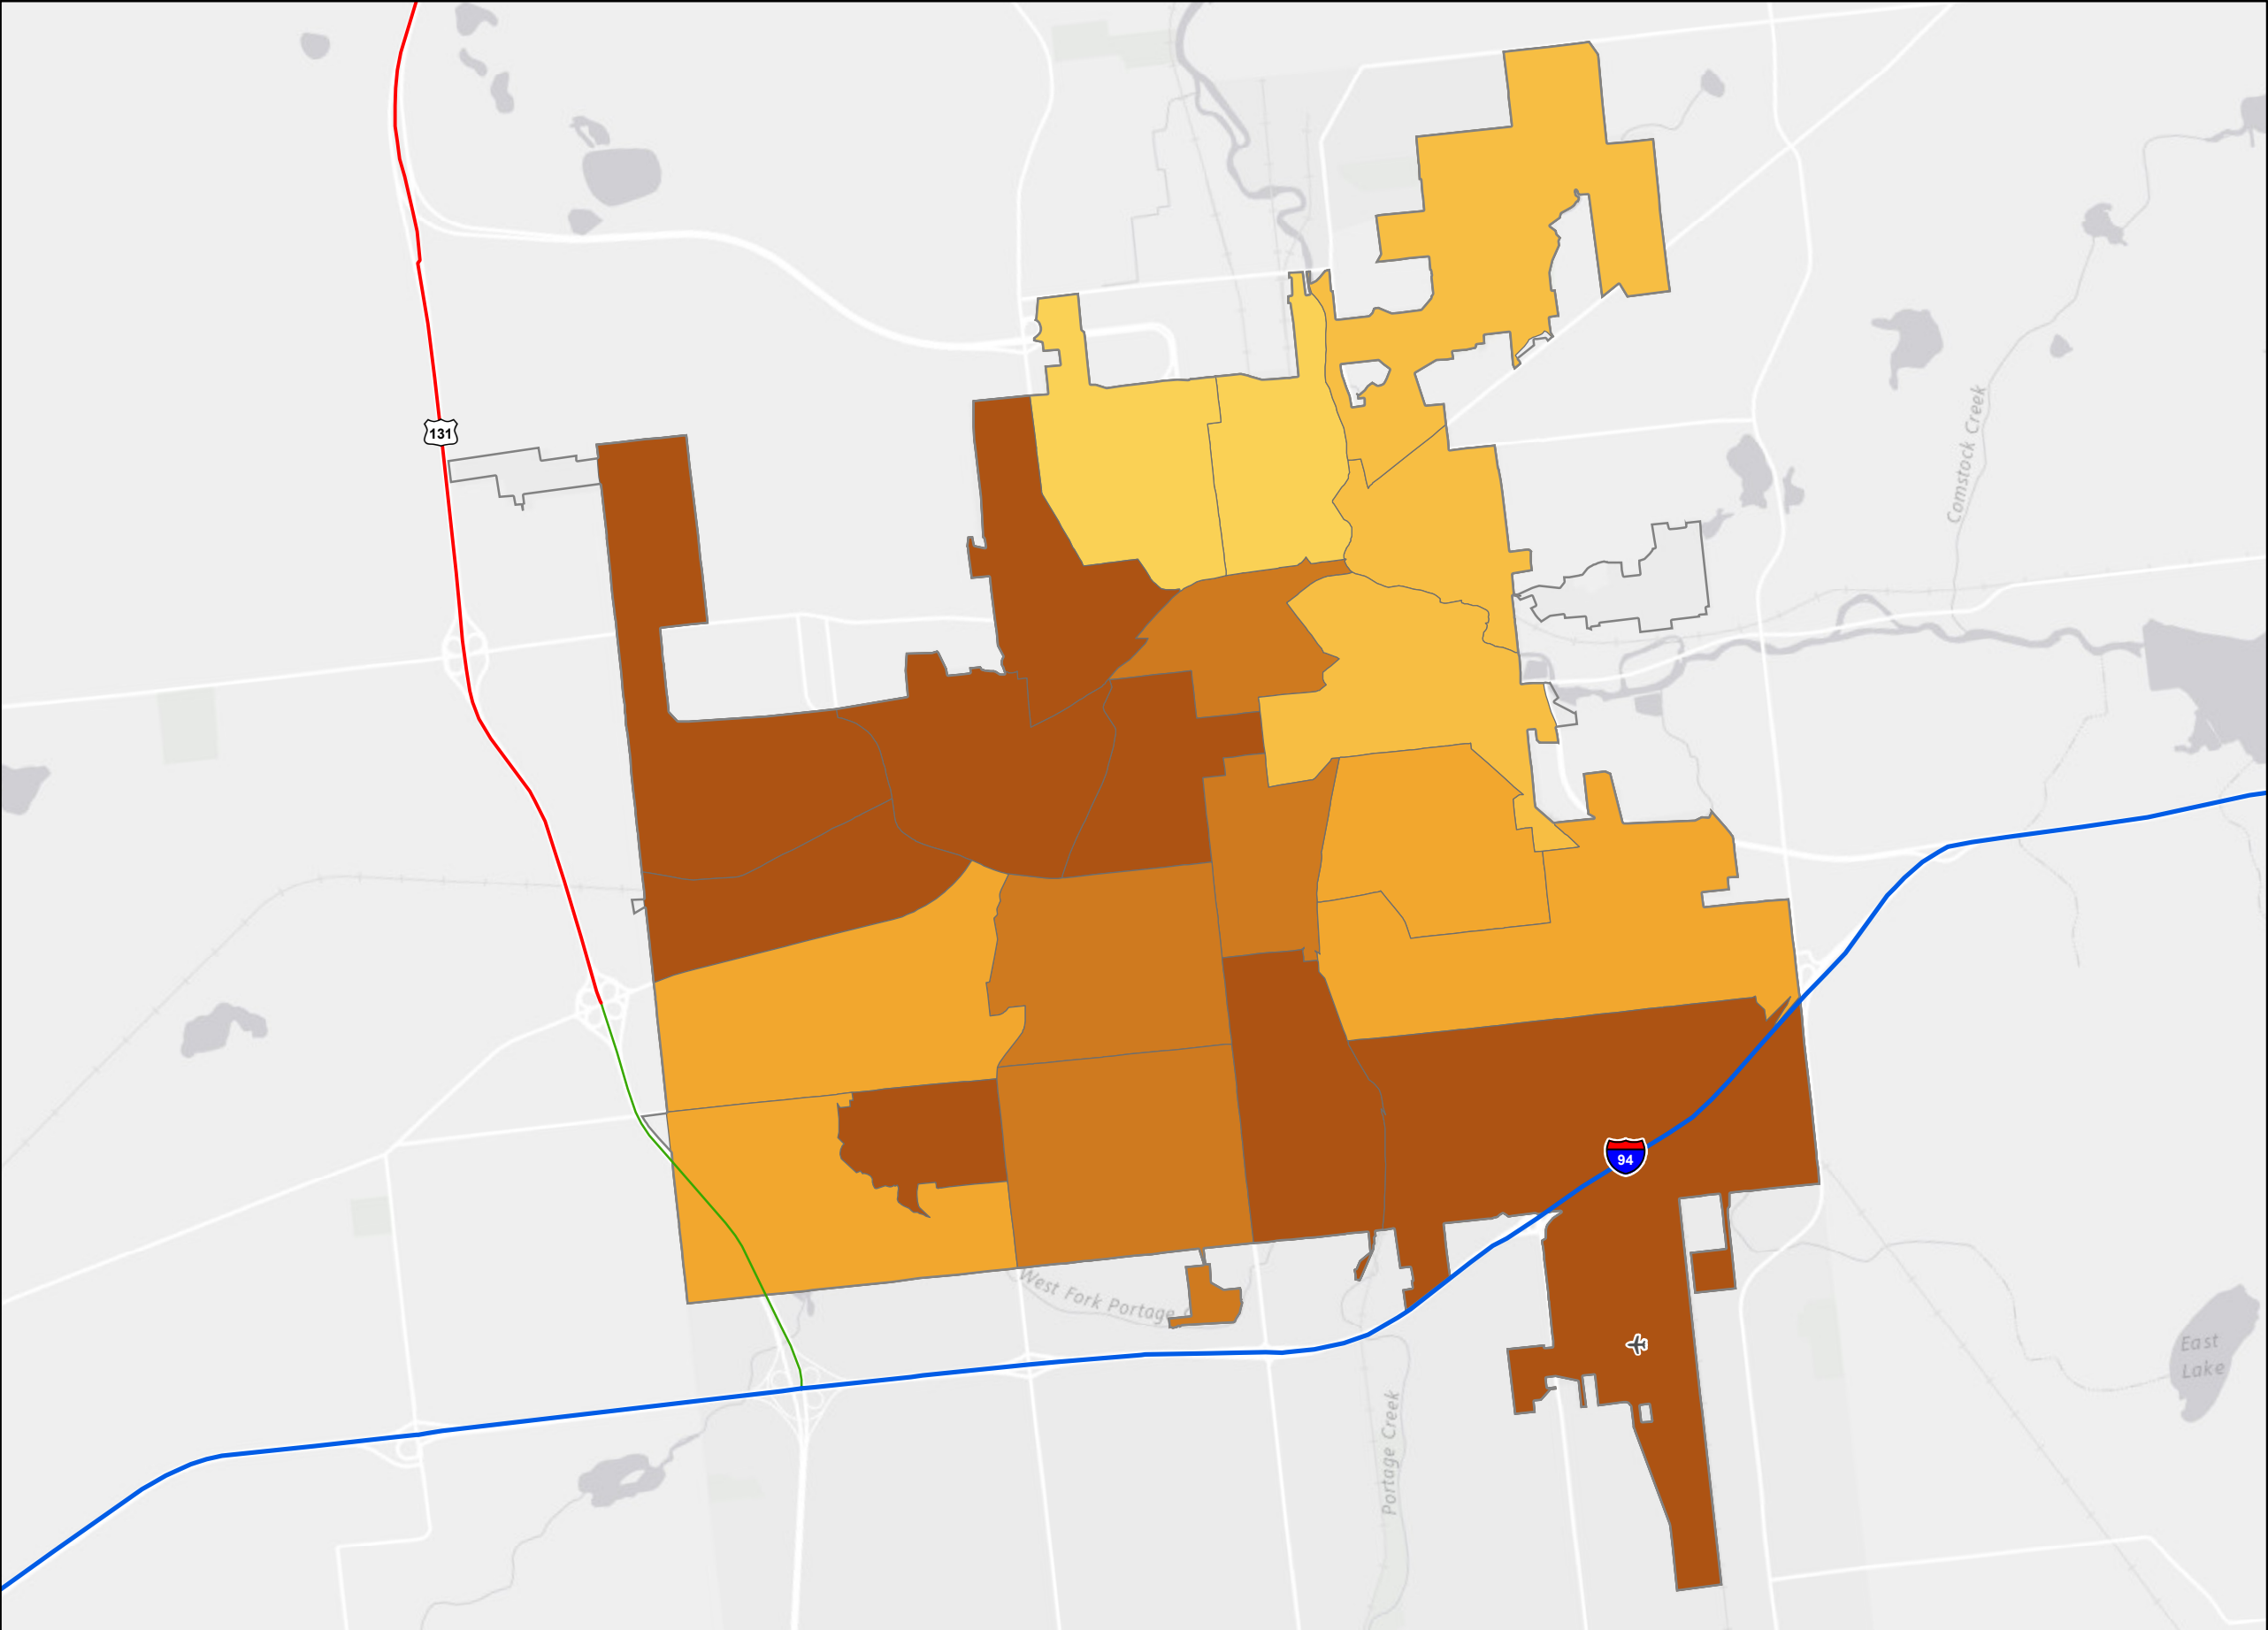 131
Comstock Creek
94
West Fork Portage
East
Lake
Portage Creek